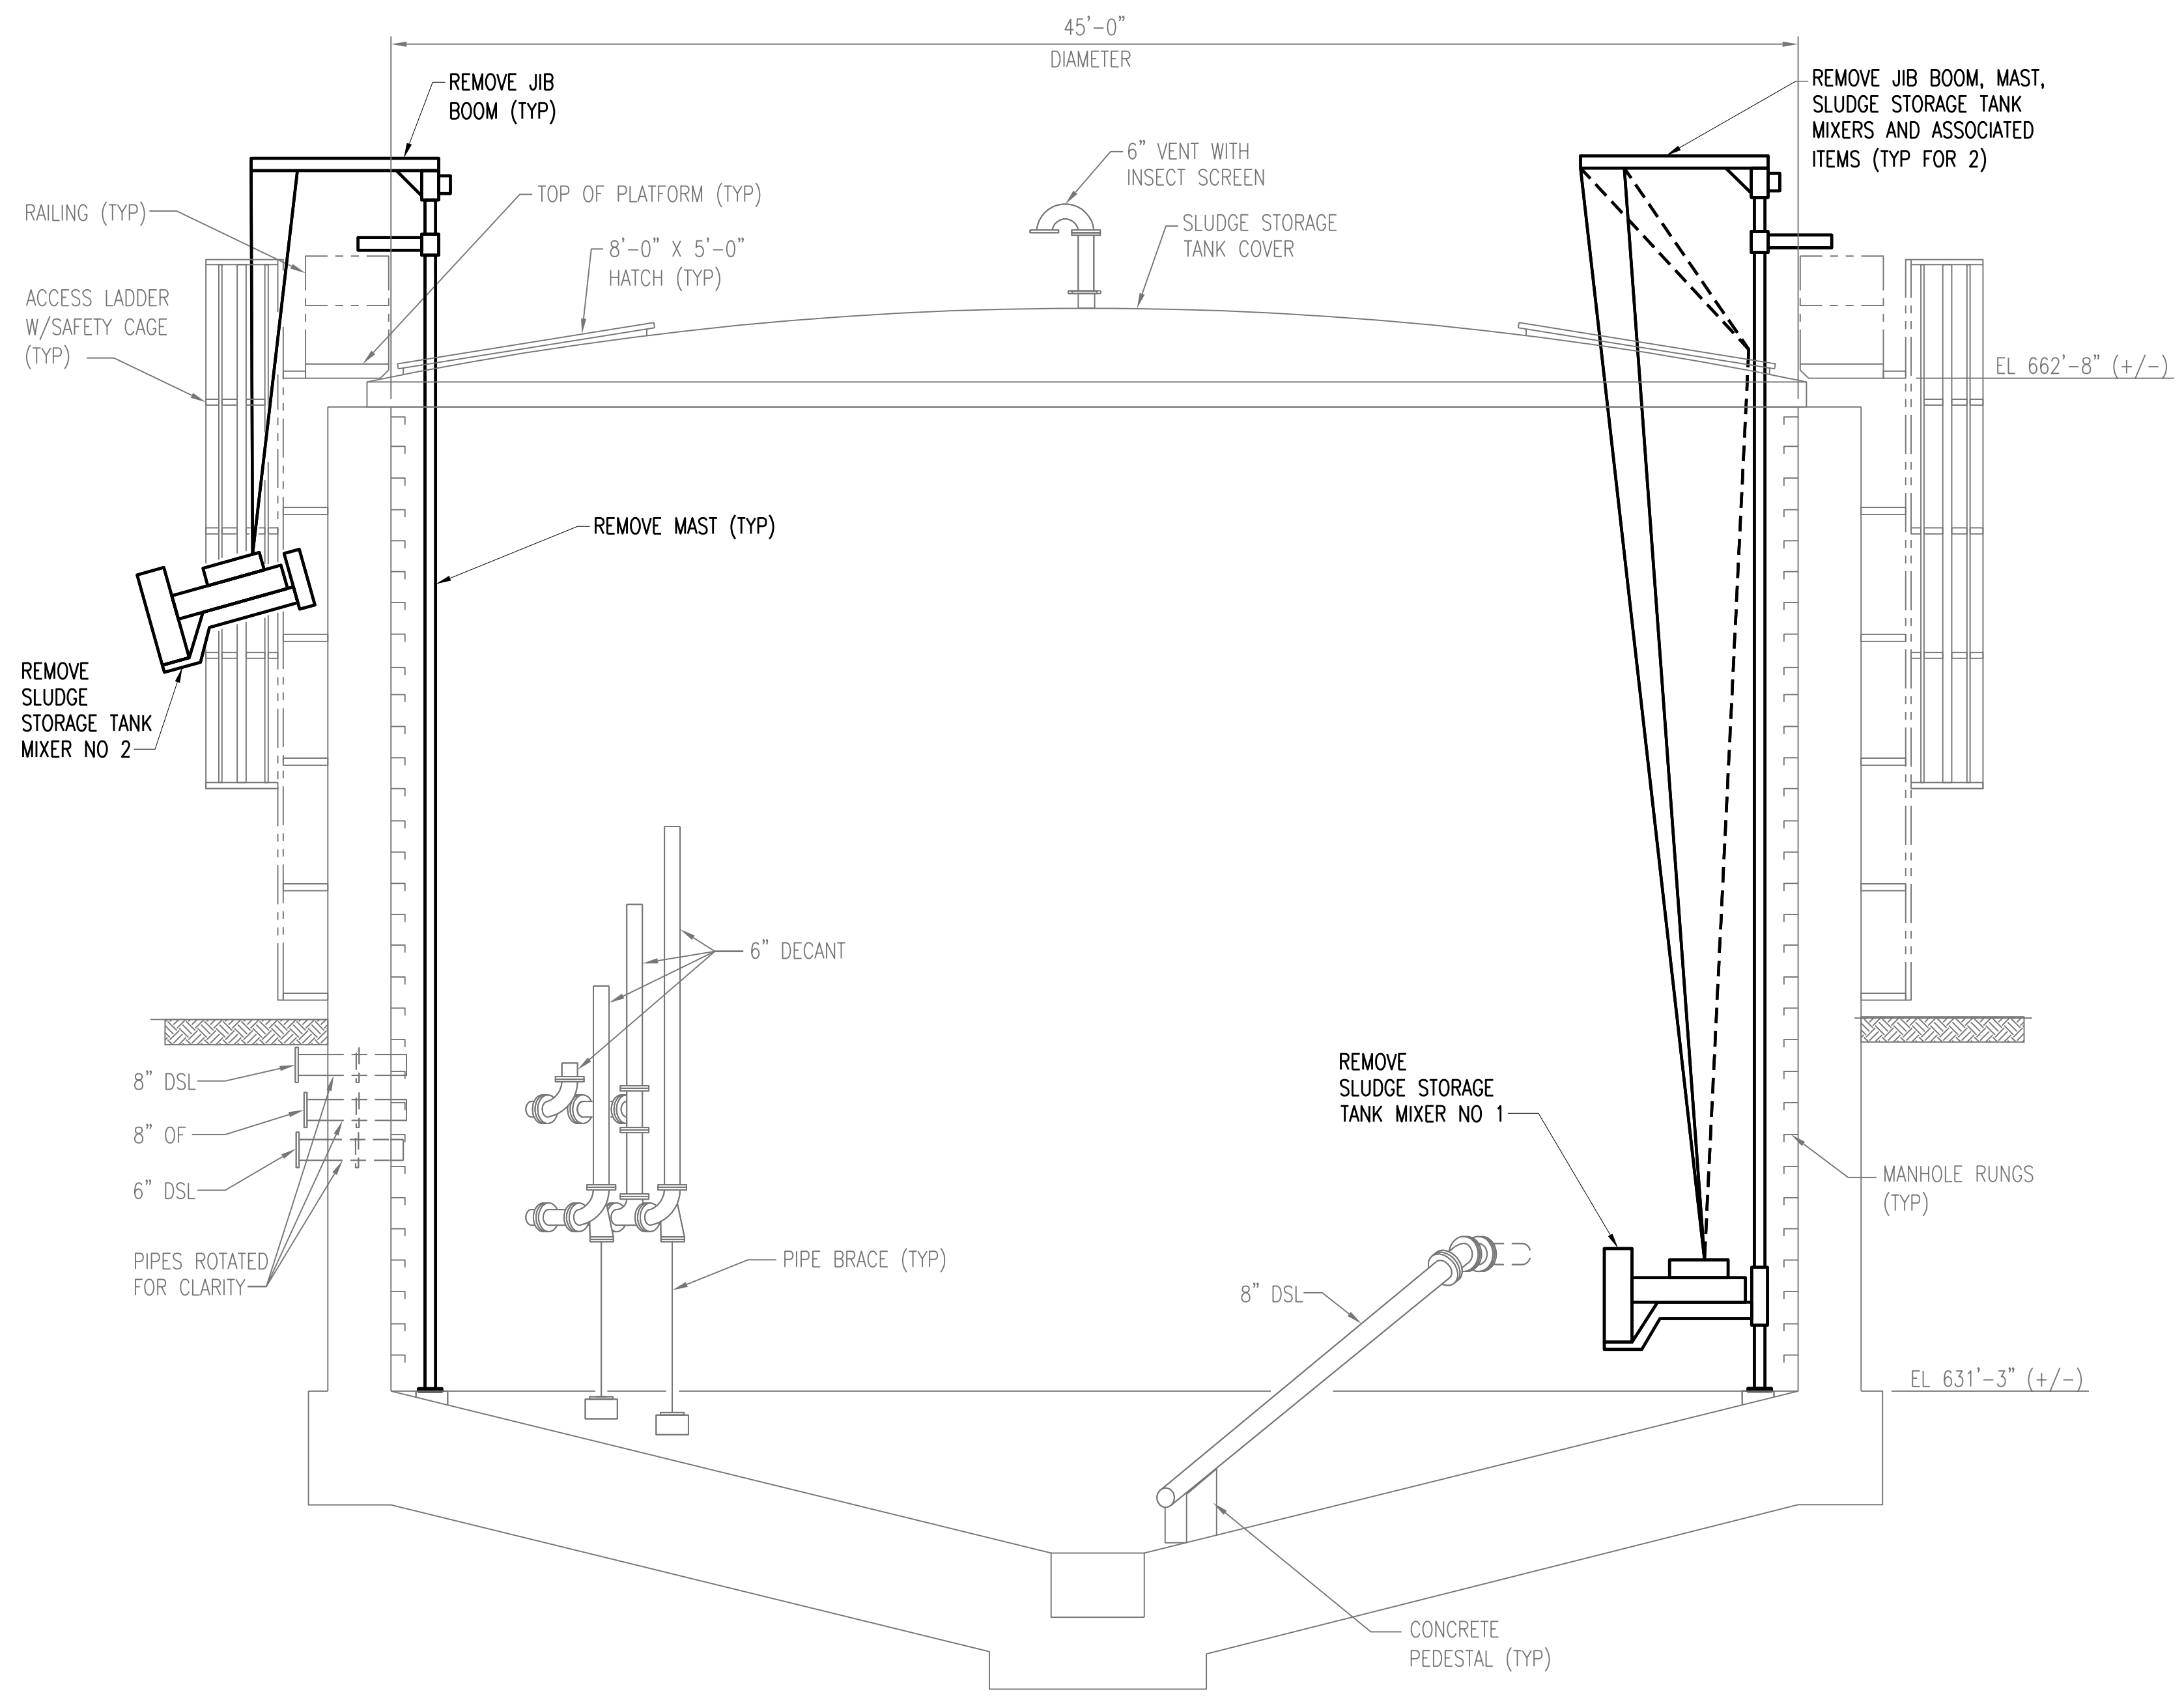 45'-0"
DIAMETER
REMOVE JIB
BOOM (TYP)
REMOVE JIB BOOM, MAST,
SLUDGE STORAGE TANK
MIXERS AND ASSOCIATED
ITEMS (TYP FOR 2)
6" VENT WITH
INSECT SCREEN
TOP OF PLATFORM (TYP)
RAILING (TYP)
SLUDGE STORAGE
TANK COVER
8'-0" X 5'-0"
HATCH (TYP)
ACCESS LADDER
W/SAFETY CAGE
(TYP)
EL 662'-8" (+/-)
REMOVE MAST (TYP)
REMOVE
SLUDGE
STORAGE TANK
MIXER NO 2
6" DECANT
8" DSL
8" OF
6" DSL
REMOVE
SLUDGE STORAGE
TANK MIXER NO 1
MANHOLE RUNGS
(TYP)
PIPES ROTATED
FOR CLARITY
PIPE BRACE (TYP)
8" DSL
EL 631'-3" (+/-)
CONCRETE
PEDESTAL (TYP)